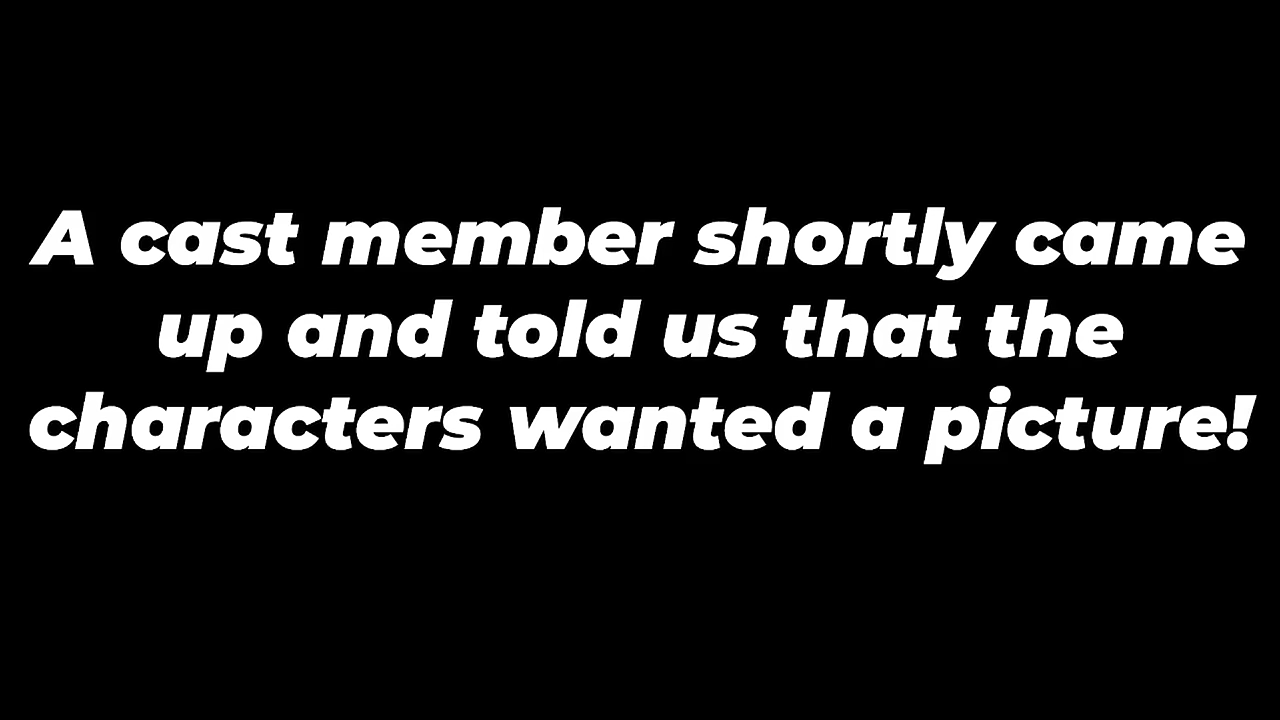 A cast member shortly came
up and told us that the
characters wanted a picture!